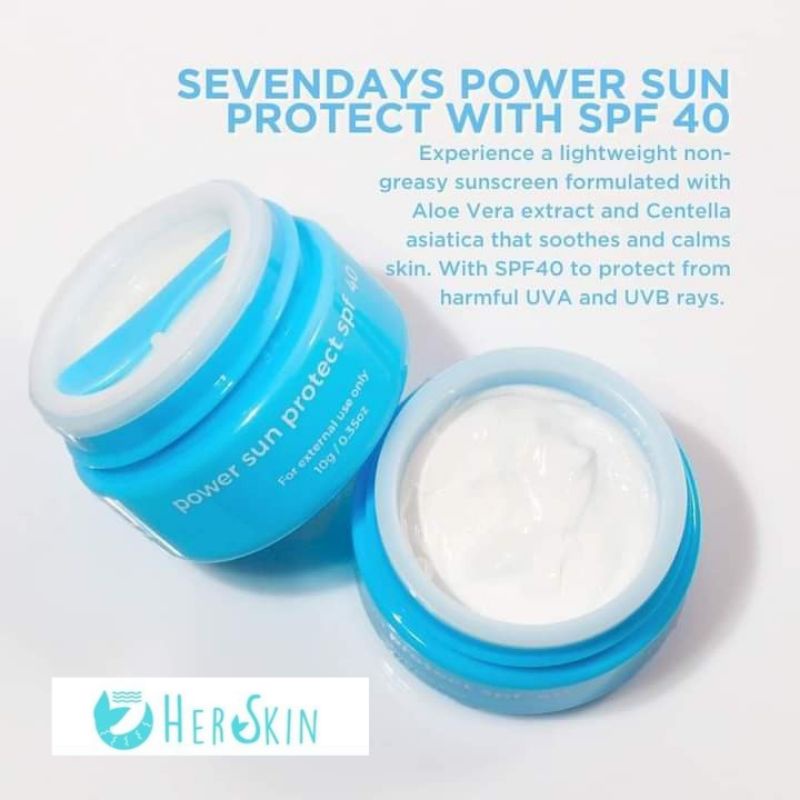 SEVENDAYS POWER SUN
PROTECT WITH SPF 40
Experience a lightweight non-
greasy sunscreen formulated with
Aloe Vera extract and Centella
asiatica that soothes and calms
skin. With SPF40 to protect from
harmful UVA and UVB rays.
power sun protect spf 40
For external use only
10g / 0.35oz
protect spf
HERSKIN